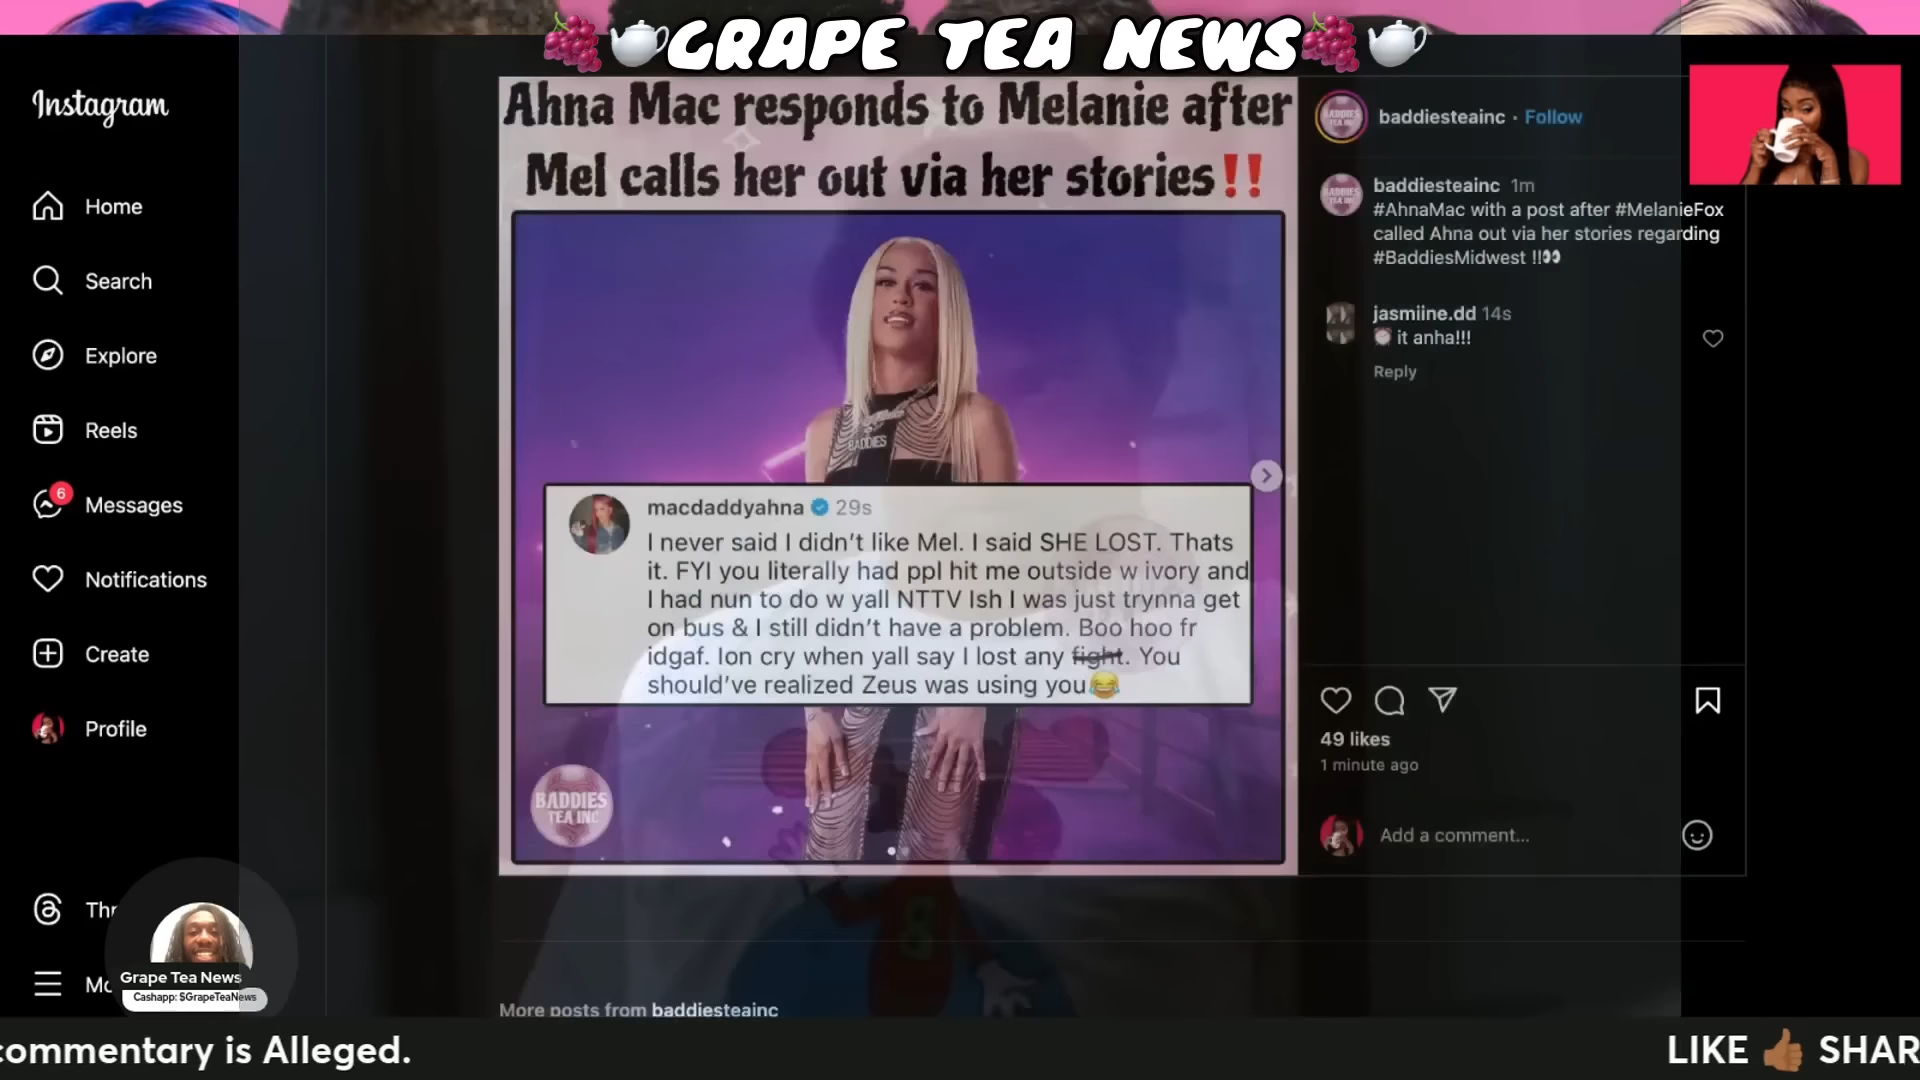 🍇🫖GRAPE TEA NEWS🍇🫖
Instagram
Home
Search
Explore
Reels
6
Messages
Notifications
Create
Profile
Grape Tea News
Cashapp: $GrapeTeaNews
Ahna Mac responds to Melanie after
Mel calls her out via her stories‼️
BADDIES
macdaddyahna 29s
I never said I didn't like Mel. I said SHE LOST. Thats
it. FYI you literally had ppl hit me outside w ivory and
I had nun to do w yall NTTV Ish I was just trynna get
on bus & I still didn't have a problem. Boo hoo fr
idgaf. Ion cry when yall say I lost any fight. You
should've realized Zeus was using you😂
BADDIES
TEA INC
baddiesteainc · Follow
baddiesteainc 1m
#AhnaMac with a post after #MelanieFox
called Ahna out via her stories regarding
#BaddiesMidwest !!👀
jasmiine.dd 14s
⏰ it anha!!!
Reply
49 likes
1 minute ago
Add a comment...
More posts from baddiesteainc
commentary is Alleged.
LIKE 👍🏾 SHAR